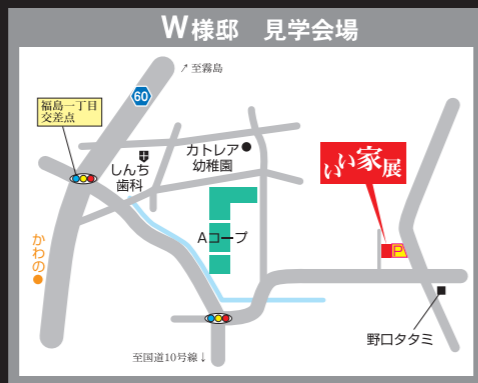 W様邸　見学会場
↗至霧島
60
福島一丁目
交差点
しんち
歯科
カトレア
幼稚園
いい家展
Aコープ
かわの
P
野口タタミ
至国道10号線↓